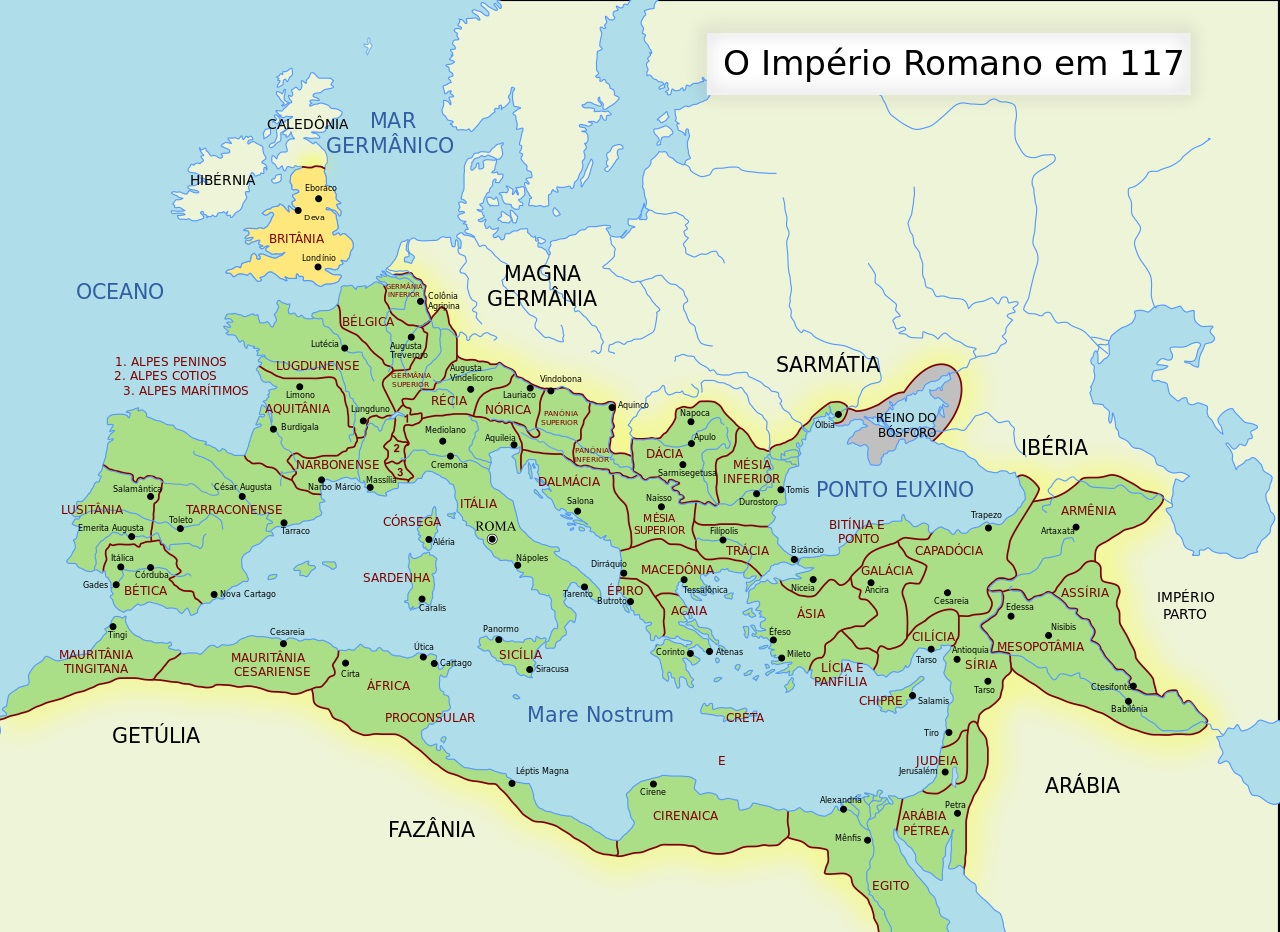 O Império Romano em 117
CALEDÔNIA
MAR
GERMÂNICO
HIBÉRNIA
Eboraco
Deva
BRITÂNIA
Londínio
OCEANO
MAGNA
GERMÂNIA
GERMÂNIA
INFERIOR
Colônia
Agripina
BÉLGICA
Lutécia
Augusta
Treveroro
SARMÁTIA
1. ALPES PENINOS
2. ALPES COTIOS
3. ALPES MARÍTIMOS
LUGDUNENSE
GERMÂNIA
SUPERIOR
Augusta
Vindelicoro
Vindobona
Limono
AQUITÂNIA
Lungduno
RÉCIA
Lauriaco
NÓRICA
PANÓNIA
SUPERIOR
Aquinco
Burdigala
1
2
3
Mediolano
Cremona
Aquileia
PANÓNIA
INFERIOR
Napoca
Ápulo
DÁCIA
Sarmisegetusa
MÉSIA
INFERIOR
Durostoro
Tomis
Ólbia
REINO DO
BÓSFORO
IBÉRIA
NARBONENSE
Narbo Márcio
Massília
DALMÁCIA
Salona
Naisso
MÉSIA
SUPERIOR
PONTO EUXINO
Salamântica
César Augusta
LUSITÂNIA
TARRACONENSE
Toleto
Emerita Augusta
Tarraco
CÓRSEGA
Aléria
ITÁLIA
ROMA
Filípolis
TRÁCIA
Bizâncio
BITÍNIA E
PONTO
Trapezo
ARMÊNIA
Artaxata
CAPADÓCIA
Itálica
Córduba
Gades
BÉTICA
Nova Cartago
SARDENHA
Caralis
Nápoles
Tarento
Dirráquio
MACEDÔNIA
Tessalônica
ÉPIRO
Butroto
ACAIA
Niceia
GALÁCIA
Ancira
Cesareia
ÁSIA
Edessa
ASSÍRIA
IMPÉRIO
PARTO
Tingi
Cesareia
Panormo
SICÍLIA
Siracusa
Corinto
Atenas
Éfeso
Mileto
CILÍCIA
Tarso
Antioquia
SÍRIA
Nisibis
MESOPOTÂMIA
MAURITÂNIA
TINGITANA
MAURITÂNIA
CESARIENSE
Cirta
Útica
Cartago
ÁFRICA
PROCONSULAR
LÍCIA E
PANFÍLIA
CHIPRE
Salamis
Tarso
Ctesifonte
Babilônia
GETÚLIA
Mare Nostrum
CRETA
E
Tiro
JUDEIA
Jerusalém
ARÁBIA
Léptis Magna
Cirene
CIRENAICA
Alexandria
Petra
ARÁBIA
PÉTREA
FAZÂNIA
Mênfis
EGITO